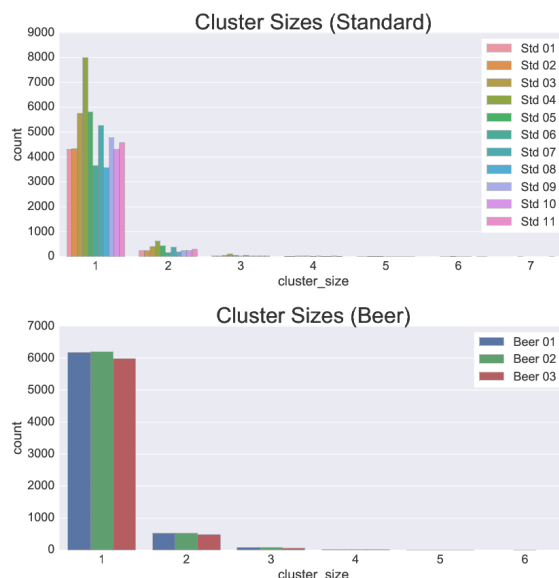 Cluster Sizes (Standard)
9000
8000
7000
6000
5000
4000
3000
2000
1000
0
count
Std 01
Std 02
Std 03
Std 04
Std 05
Std 06
Std 07
Std 08
Std 09
Std 10
Std 11
1 2 3 4 5 6 7
cluster_size
Cluster Sizes (Beer)
7000
6000
5000
4000
3000
2000
1000
0
count
Beer 01
Beer 02
Beer 03
1 2 3 4 5 6
cluster_size